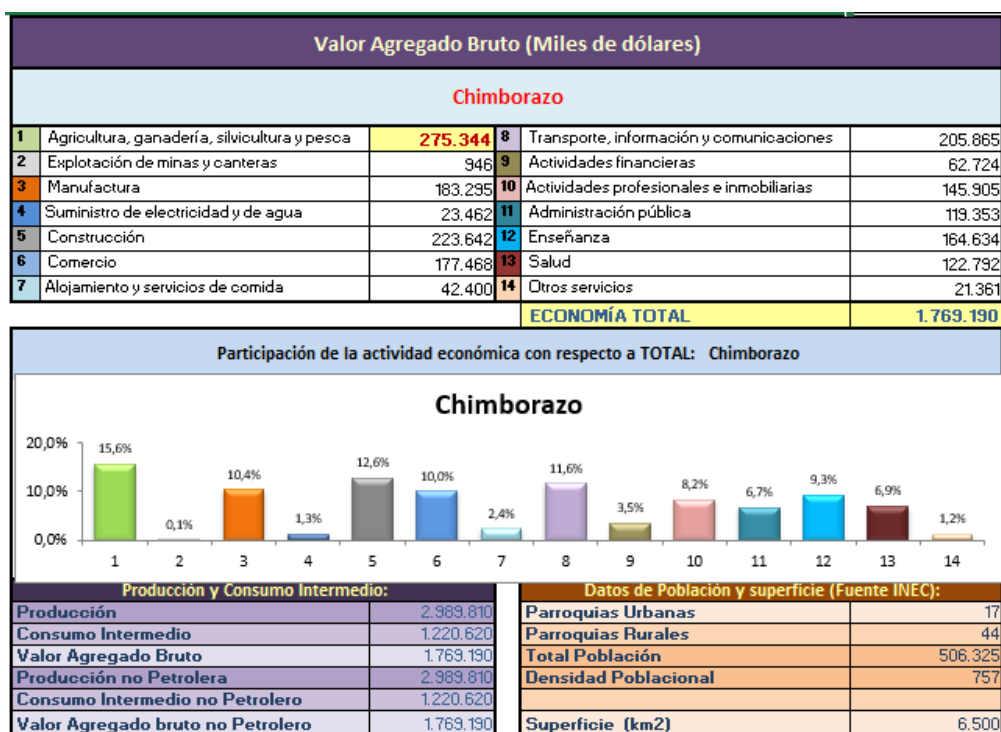 Valor Agregado Bruto (Miles de dólares)
Chimborazo
1 Agricultura, ganadería, silvicultura y pesca 275.344 8 Transporte, información y comunicaciones 205.865
2 Explotación de minas y canteras 946 9 Actividades financieras 62.724
3 Manufactura 183.295 10 Actividades profesionales e inmobiliarias 145.905
4 Suministro de electricidad y de agua 23.462 11 Administración pública 119.353
5 Construcción 223.642 12 Enseñanza 164.634
6 Comercio 177.468 13 Salud 122.792
7 Alojamiento y servicios de comida 42.400 14 Otros servicios 21.361
ECONOMÍA TOTAL 1.769.190
Participación de la actividad económica con respecto a TOTAL: Chimborazo
Chimborazo
20,0%
10,0%
0,0%
15,6% 0,1% 10,4% 1,3% 12,6% 10,0% 2,4% 11,6% 3,5% 8,2% 6,7% 9,3% 6,9% 1,2%
1 2 3 4 5 6 7 8 9 10 11 12 13 14
Producción y Consumo Intermedio: Datos de Población y superficie (Fuente INEC):
Producción 2.989.810 Parroquias Urbanas 17
Consumo Intermedio 1.220.620 Parroquias Rurales 44
Valor Agregado Bruto 1.769.190 Total Población 506.325
Producción no Petrolera 2.989.810 Densidad Poblacional 757
Consumo Intermedio no Petrolero 1.220.620
Valor Agregado bruto no Petrolero 1.769.190 Superficie (km2) 6.500